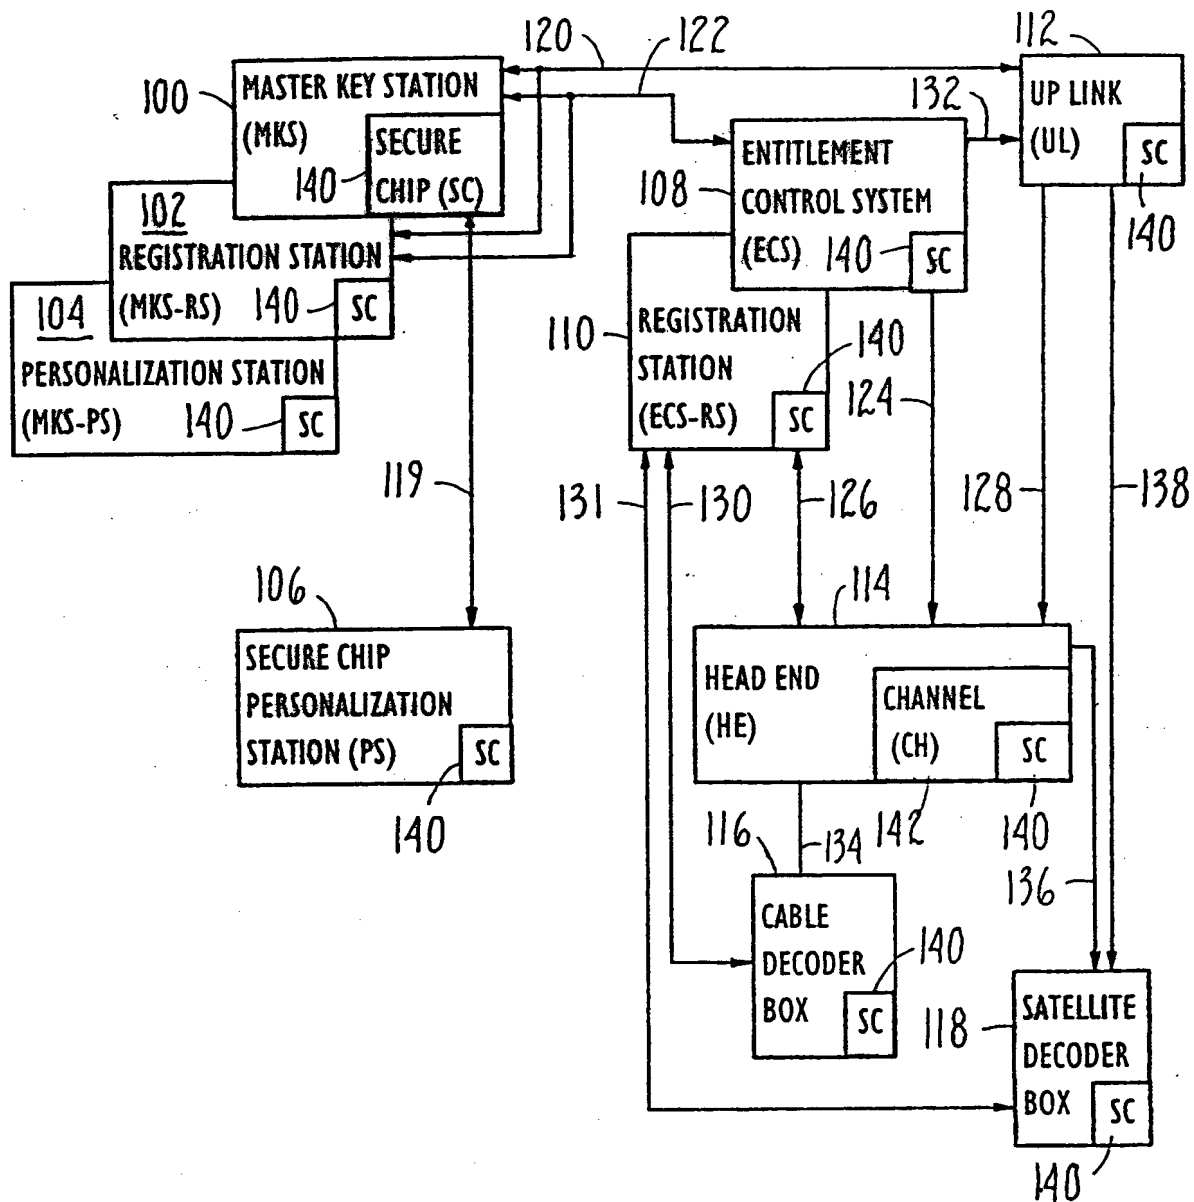 120
122
112
100
MASTER KEY STATION
(MKS)
SECURE
CHIP (SC)
140
132
UP LINK
(UL)
SC
140
108
ENTITLEMENT
CONTROL SYSTEM
(ECS)
140
SC
102
REGISTRATION STATION
(MKS-RS)
140
SC
104
PERSONALIZATION STATION
(MKS-PS)
140
SC
110
REGISTRATION
STATION
(ECS-RS)
140
SC
124
119
131
130
126
128
138
106
SECURE CHIP
PERSONALIZATION
STATION (PS)
SC
140
114
HEAD END
(HE)
CHANNEL
(CH)
SC
142
140
116
134
136
CABLE
DECODER
BOX
140
SC
118
SATELLITE
DECODER
BOX
SC
140